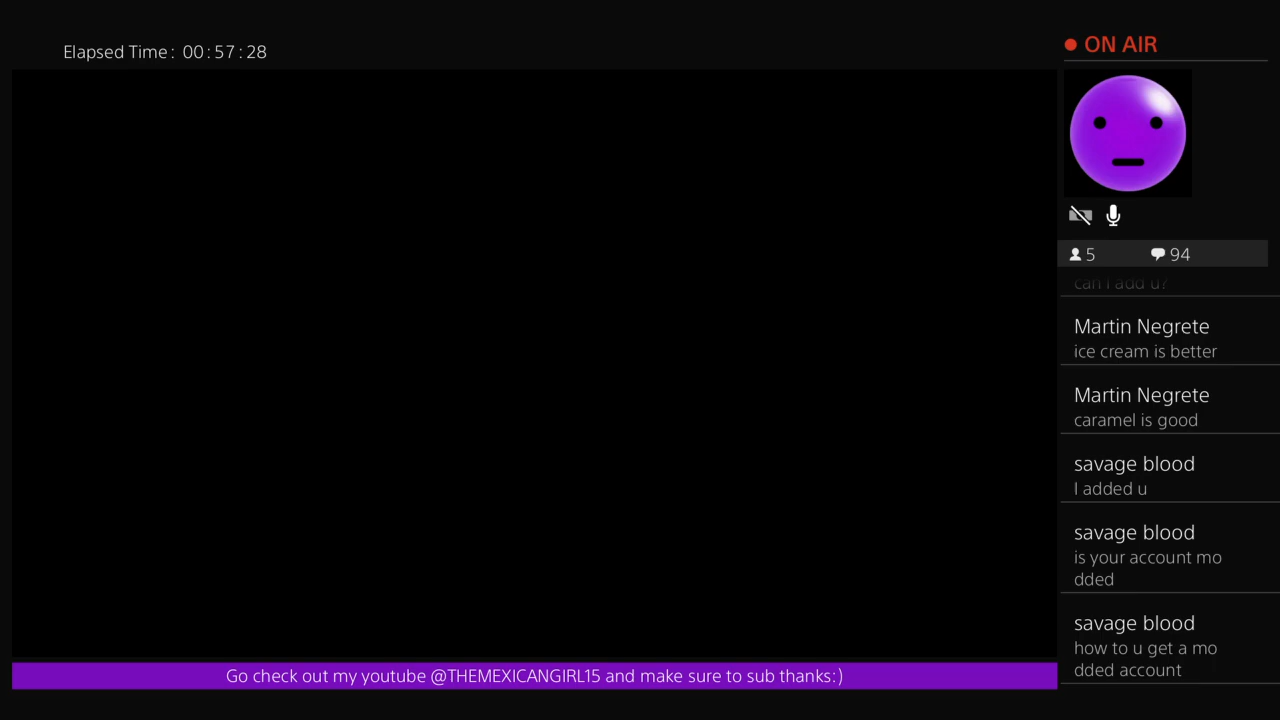 Elapsed Time: 00:57:28
ON AIR
5 94
can I add u?
Martin Negrete
ice cream is better
Martin Negrete
caramel is good
savage blood
I added u
savage blood
is your account mo
dded
savage blood
how to u get a mo
dded account
Go check out my youtube @THEMEXICANGIRL15 and make sure to sub thanks:)